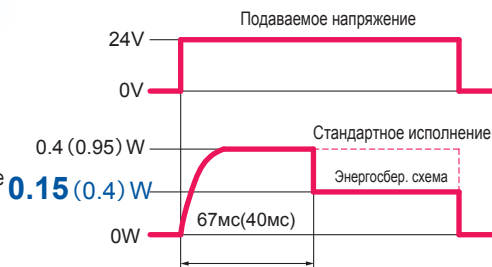 Подаваемое напряжение
24V
0V
0.4 (0.95) W
Стандартное исполнение
е 0.15 (0.4) W
Энергосбер. схема
67мс(40мс)
0W